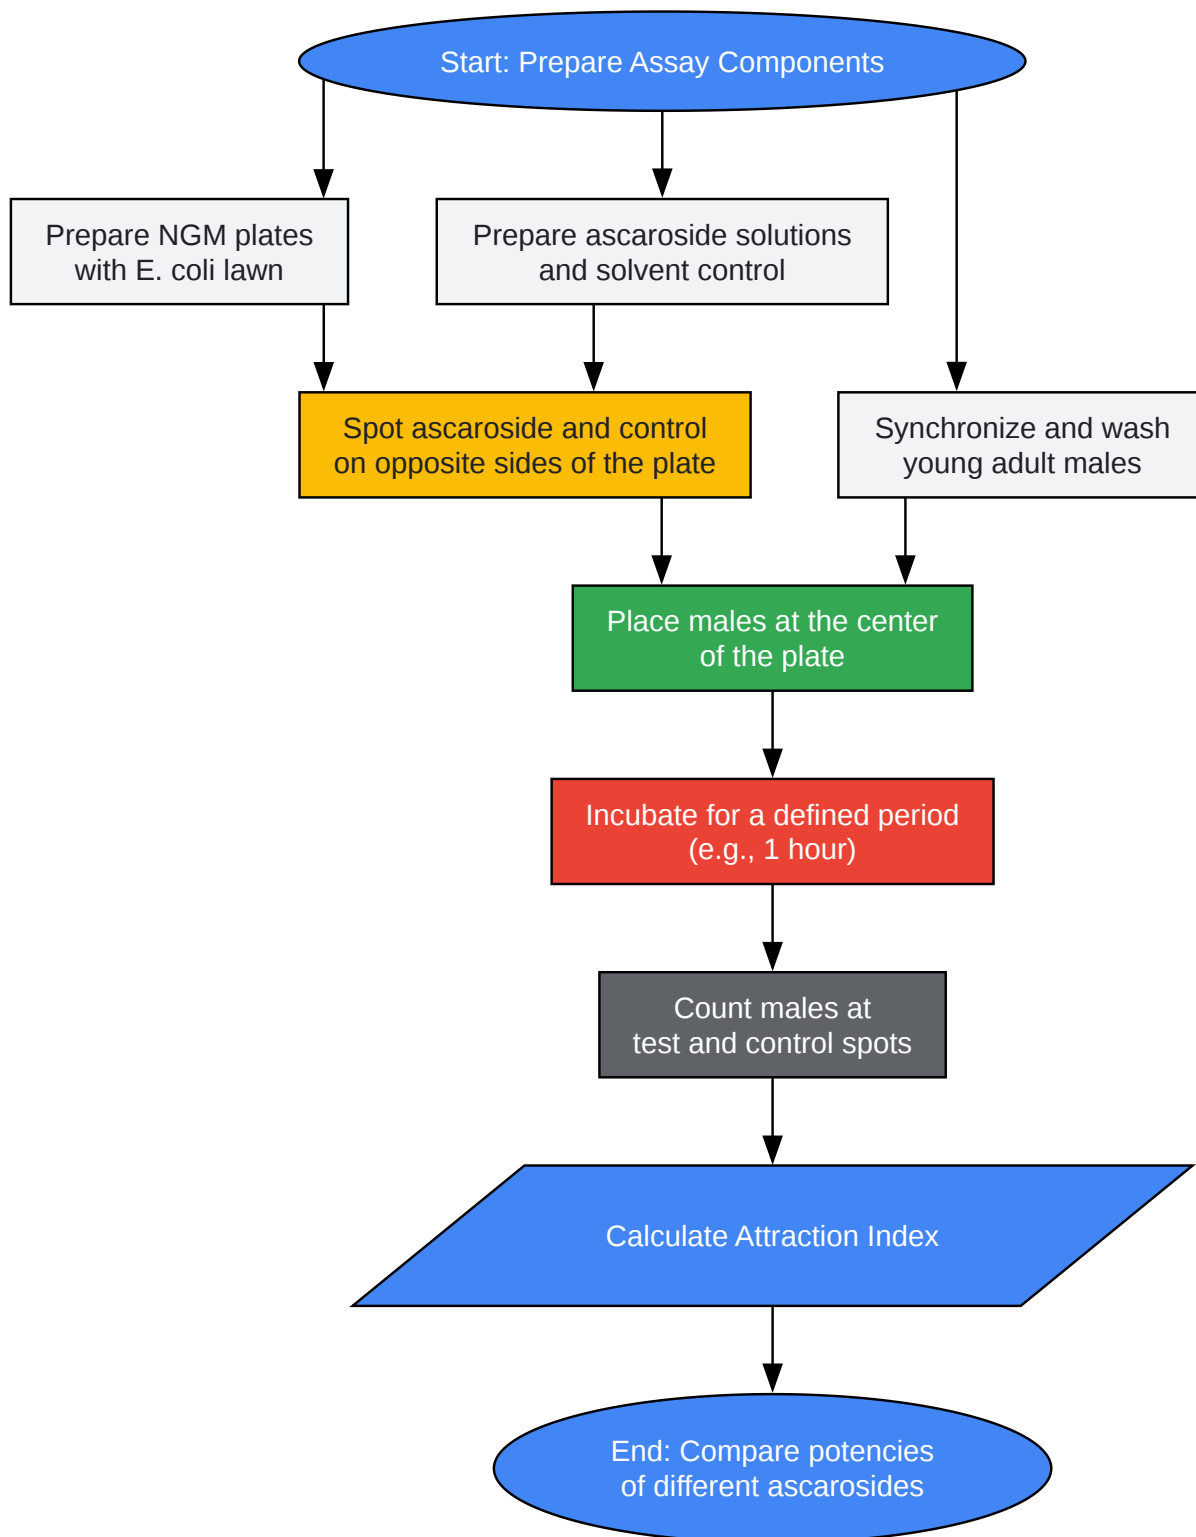 Start: Prepare Assay Components
Prepare NGM plates
with E. coli lawn
Prepare ascaroside solutions
and solvent control
Spot ascaroside and control
on opposite sides of the plate
Synchronize and wash
young adult males
Place males at the center
of the plate
Incubate for a defined period
(e.g., 1 hour)
Count males at
test and control spots
Calculate Attraction Index
End: Compare potencies
of different ascarosides